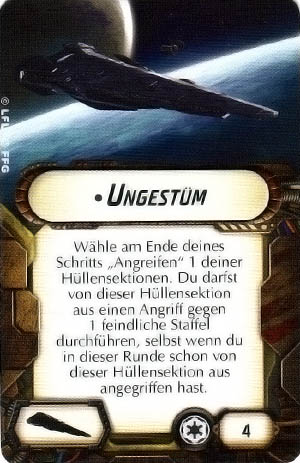 © LFL © FFG
• UNGESTÜM
Wähle am Ende deines
Schritts „Angreifen“ 1 deiner
Hüllensektionen. Du darfst
von dieser Hüllensektion
aus einen Angriff gegen
1 feindliche Staffel
durchführen, selbst wenn du
in dieser Runde schon von
dieser Hüllensektion aus
angegriffen hast.
4